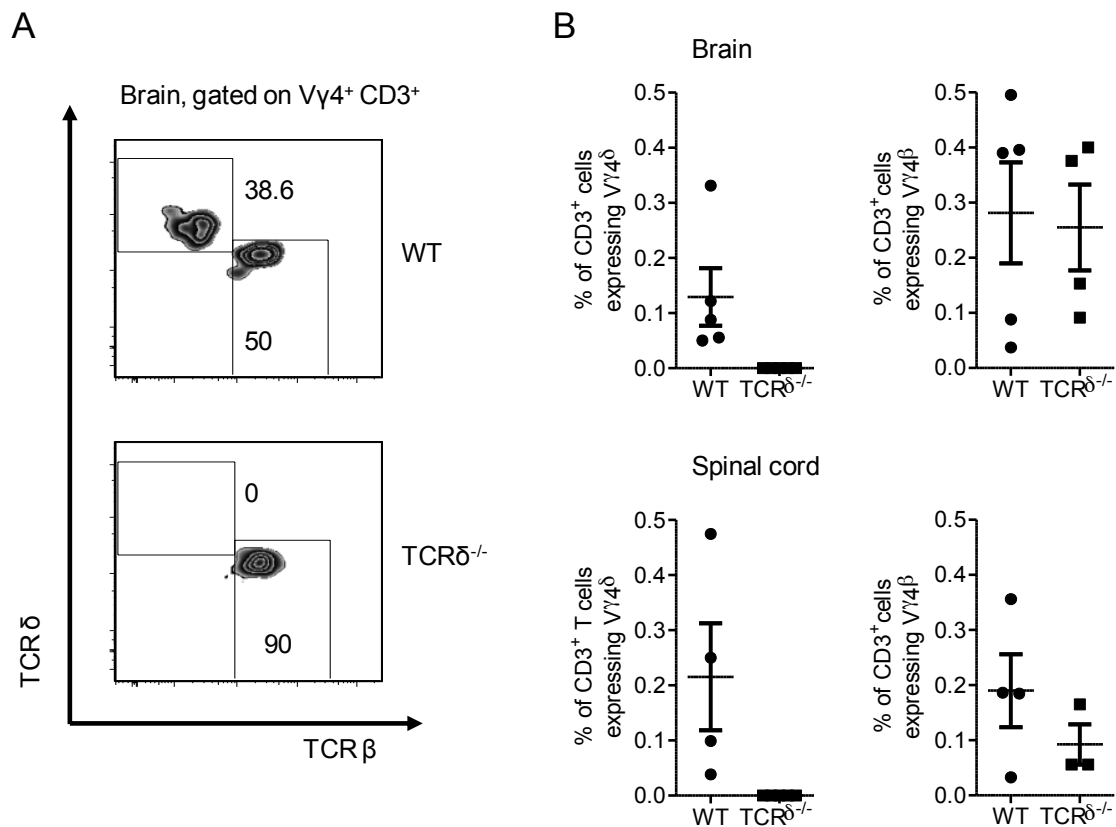 A
Brain, gated on Vγ4⁺ CD3⁺
38.6
50
WT
0
90
TCRδ⁻/⁻
TCR δ
TCR β
B
Brain
% of CD3⁺ cells
expressing Vγ4δ
0.5
0.4
0.3
0.2
0.1
0.0
WT TCRδ⁻/⁻
% of CD3⁺ cells
expressing Vγ4β
0.5
0.4
0.3
0.2
0.1
0.0
WT TCRδ⁻/⁻
Spinal cord
% of CD3⁺ T cells
expressing Vγ4δ
0.5
0.4
0.3
0.2
0.1
0.0
WT TCRδ⁻/⁻
% of CD3⁺ cells
expressing Vγ4β
0.5
0.4
0.3
0.2
0.1
0.0
WT TCRδ⁻/⁻